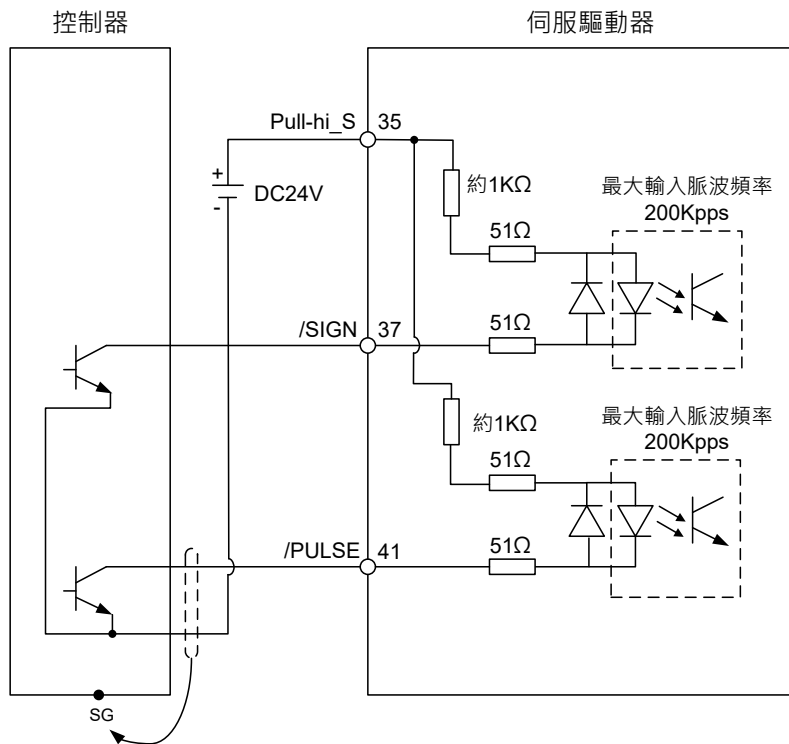 控制器
伺服驅動器
Pull-hi_S
35
+
DC24V
-
約1KΩ
51Ω
最大輸入脈波頻率
200Kpps
/SIGN
37
51Ω
約1KΩ
51Ω
最大輸入脈波頻率
200Kpps
/PULSE
41
51Ω
SG